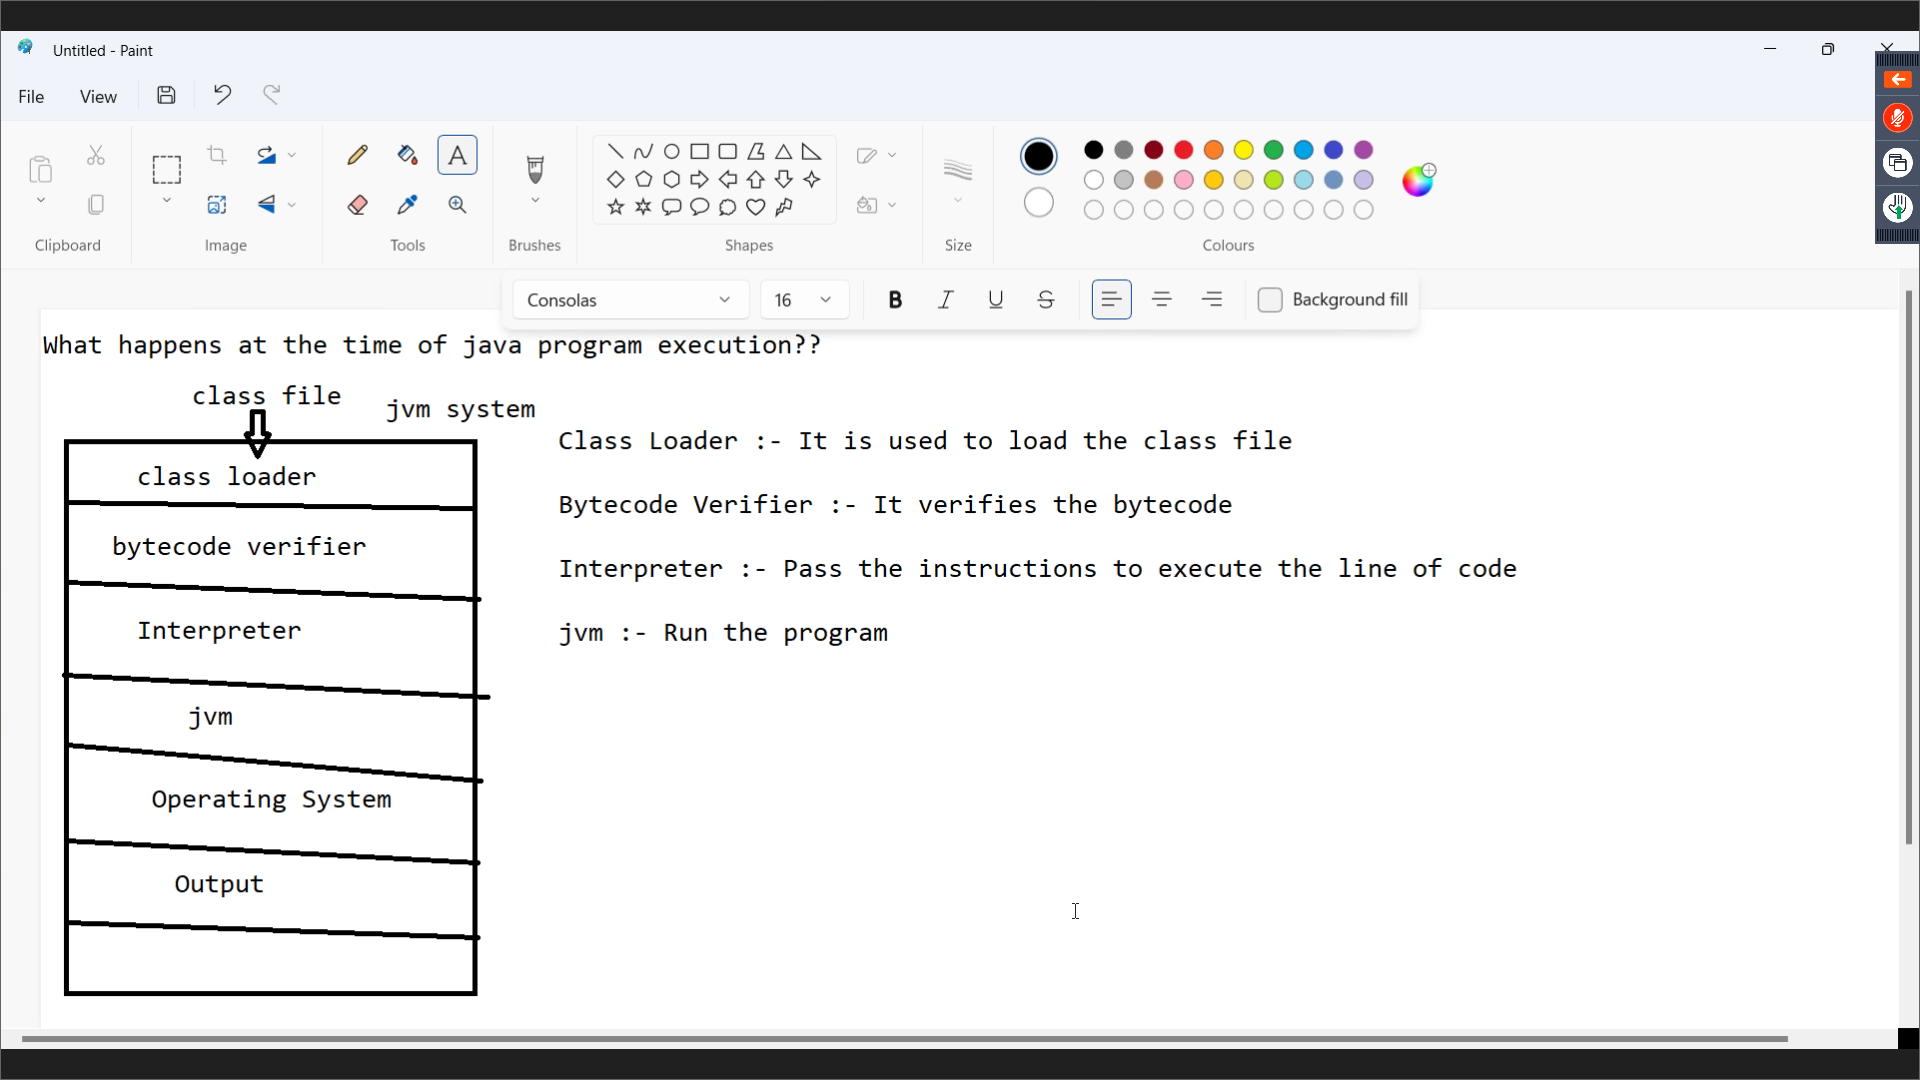 Untitled - Paint
File View
Clipboard Image Tools Brushes Shapes Size Colours
Consolas 16 B I U S Background fill
What happens at the time of java program execution??
class file
jvm system
Class Loader :- It is used to load the class file
class loader
Bytecode Verifier :- It verifies the bytecode
bytecode verifier
Interpreter :- Pass the instructions to execute the line of code
Interpreter
jvm :- Run the program
jvm
Operating System
Output